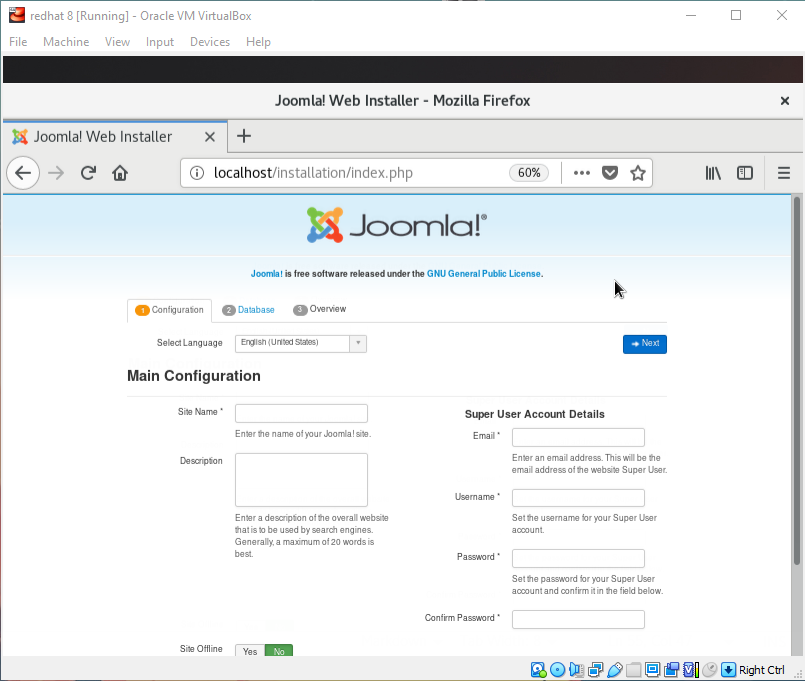 redhat 8 [Running] - Oracle VM VirtualBox
File Machine View Input Devices Help
Joomla! Web Installer - Mozilla Firefox
Joomla! Web Installer
localhost/installation/index.php 60%
Joomla!®
Joomla! is free software released under the GNU General Public License.
1 Configuration 2 Database 3 Overview
Select Language English (United States) Next
Main Configuration
Site Name *
Enter the name of your Joomla! site.
Description
Enter a description of the overall website
that is to be used by search engines.
Generally, a maximum of 20 words is
best.
Super User Account Details
Email *
Enter an email address. This will be the
email address of the website Super User.
Username *
Set the username for your Super User
account.
Password *
Set the password for your Super User
account and confirm it in the field below.
Confirm Password *
Site Offline Yes No
Right Ctrl